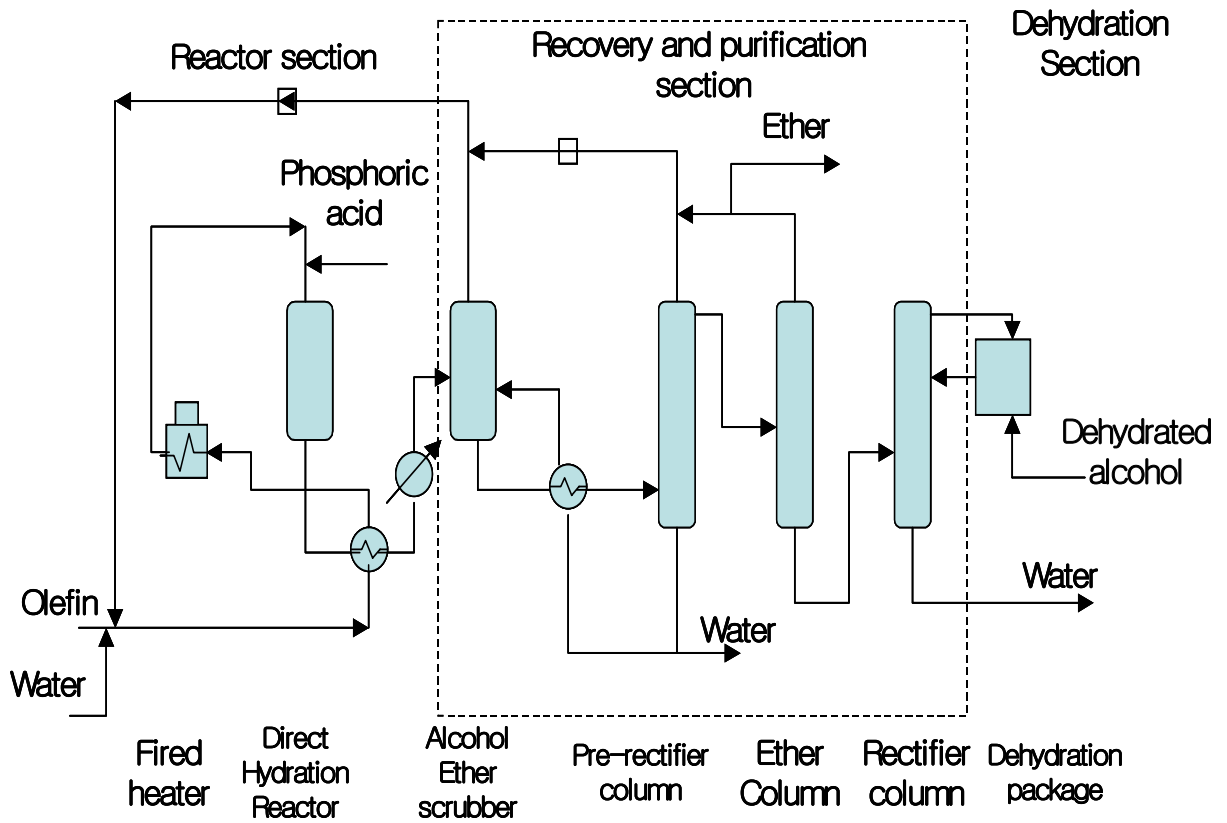 Reactor section
Recovery and purification
section
Dehydration
Section
Ether
Phosphoric
acid
Dehydrated
alcohol
Olefin
Water
Water
Water
Fired
heater
Direct
Hydration
Reactor
Alcohol
Ether
scrubber
Pre-rectifier
column
Ether
Column
Rectifier
column
Dehydration
package